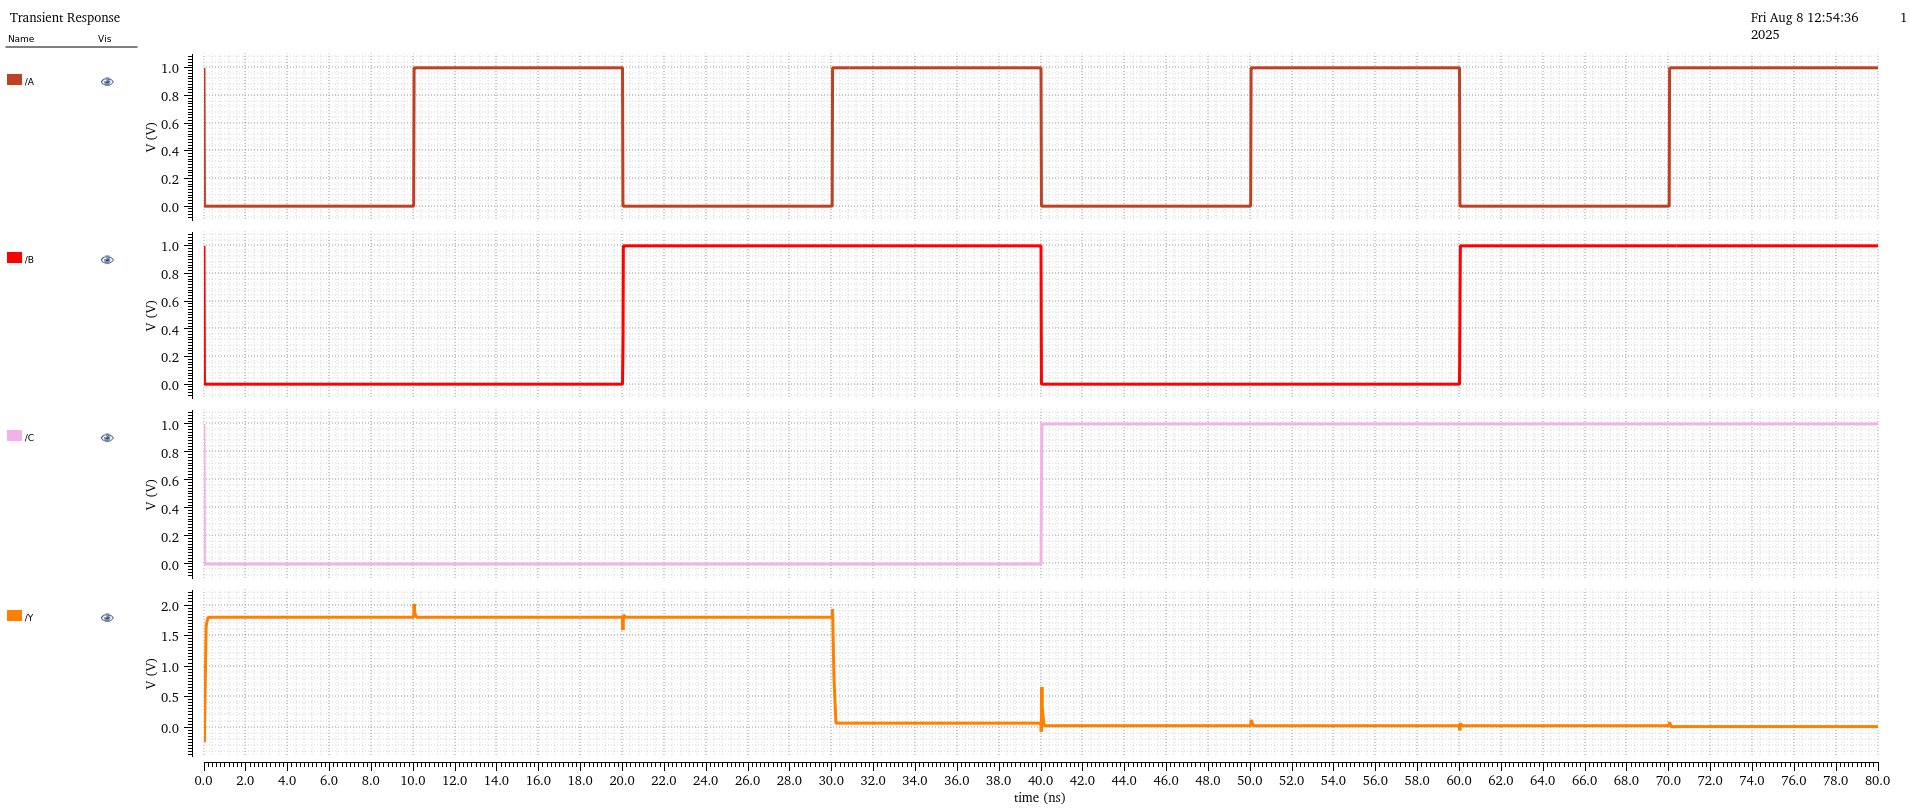 Transient Response
Fri Aug 8 12:54:36 1
2025
Name Vis
/A
V (V)
1.0
0.8
0.6
0.4
0.2
0.0
/B
V (V)
1.0
0.8
0.6
0.4
0.2
0.0
/C
V (V)
1.0
0.8
0.6
0.4
0.2
0.0
/Y
V (V)
2.0
1.5
1.0
0.5
0.0
0.0 2.0 4.0 6.0 8.0 10.0 12.0 14.0 16.0 18.0 20.0 22.0 24.0 26.0 28.0 30.0 32.0 34.0 36.0 38.0 40.0 42.0 44.0 46.0 48.0 50.0 52.0 54.0 56.0 58.0 60.0 62.0 64.0 66.0 68.0 70.0 72.0 74.0 76.0 78.0 80.0
time (ns)